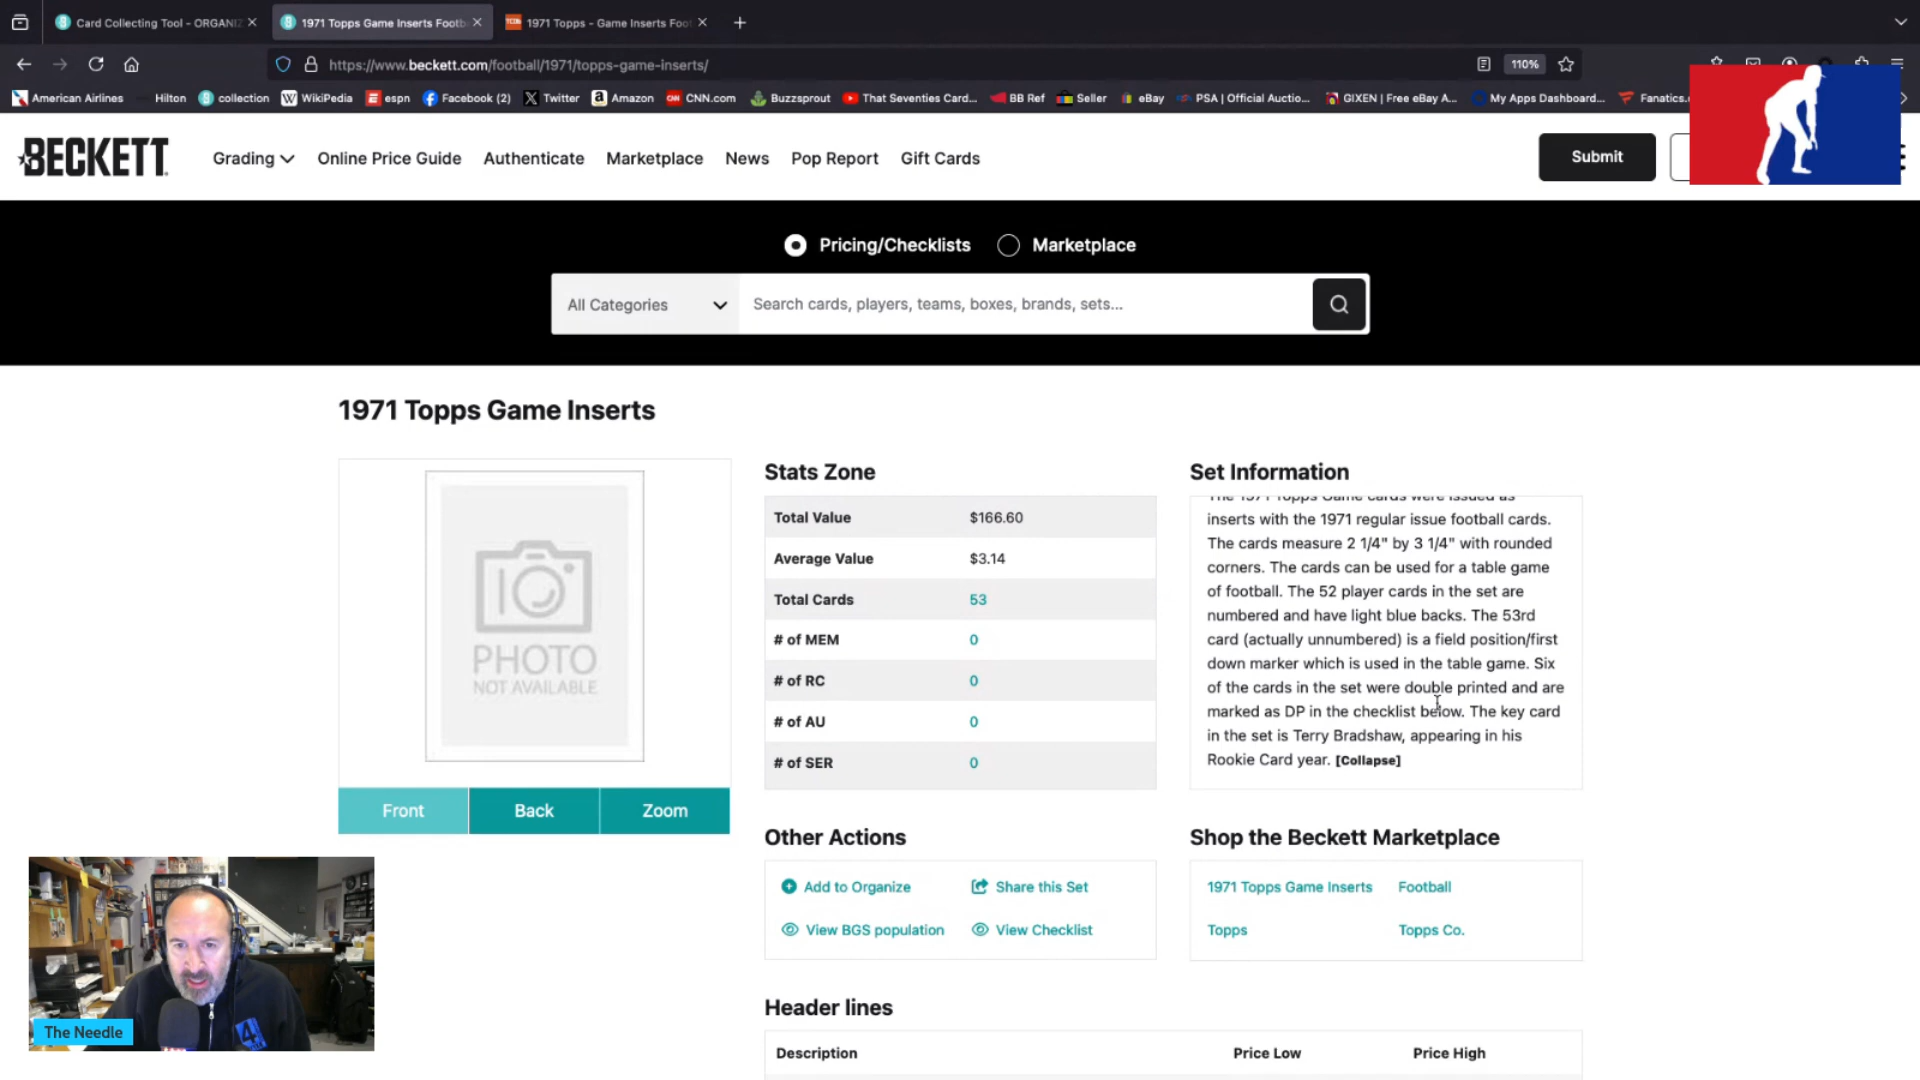 Card Collecting Tool - ORGANIZ
1971 Topps Game Inserts Footb
1971 Topps - Game Inserts Foot
https://www.beckett.com/football/1971/topps-game-inserts/
110%
American Airlines
Hilton
collection
WikiPedia
espn
Facebook (2)
Twitter
Amazon
CNN.com
Buzzsprout
That Seventies Card...
BB Ref
Seller
eBay
PSA | Official Auctio...
GIXEN | Free eBay A...
My Apps Dashboard...
Fanatics.
BECKETT
Grading
Online Price Guide
Authenticate
Marketplace
News
Pop Report
Gift Cards
Submit
Pricing/Checklists
Marketplace
All Categories
Search cards, players, teams, boxes, brands, sets...
1971 Topps Game Inserts
PHOTO
NOT AVAILABLE
Front
Back
Zoom
Stats Zone
Total Value $166.60
Average Value $3.14
Total Cards 53
# of MEM 0
# of RC 0
# of AU 0
# of SER 0
Set Information
The 1971 Topps Game cards were issued as
inserts with the 1971 regular issue football cards.
The cards measure 2 1/4" by 3 1/4" with rounded
corners. The cards can be used for a table game
of football. The 52 player cards in the set are
numbered and have light blue backs. The 53rd
card (actually unnumbered) is a field position/first
down marker which is used in the table game. Six
of the cards in the set were double printed and are
marked as DP in the checklist below. The key card
in the set is Terry Bradshaw, appearing in his
Rookie Card year. [Collapse]
Other Actions
Add to Organize
Share this Set
View BGS population
View Checklist
Shop the Beckett Marketplace
1971 Topps Game Inserts
Football
Topps
Topps Co.
Header lines
Description Price Low Price High
The Needle